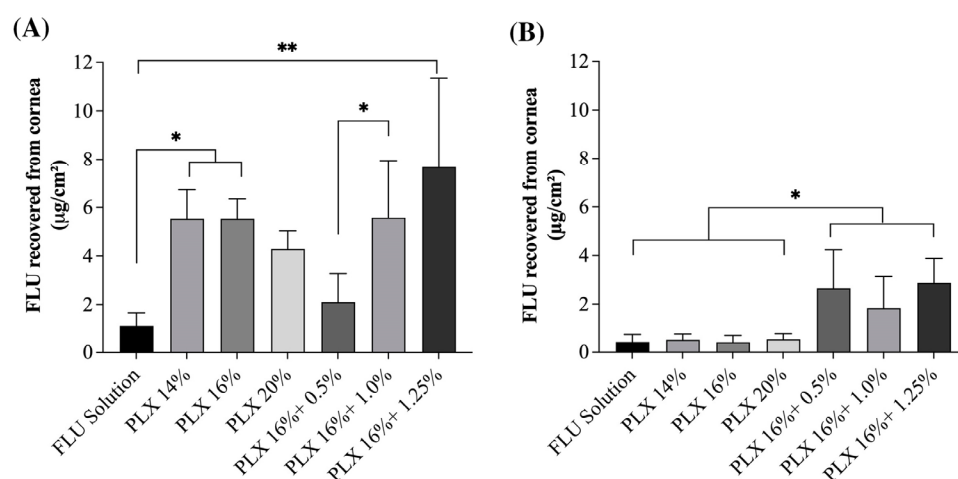 (A)
FLU recovered from cornea
(µg/cm²)
12
10
8
6
4
2
0
**
*
*
FLU Solution
PLX 14%
PLX 16%
PLX 20%
PLX 16%+ 0.5%
PLX 16%+ 1.0%
PLX 16%+ 1.25%
(B)
FLU recovered from cornea
(µg/cm²)
12
10
8
6
4
2
0
*
FLU Solution
PLX 14%
PLX 16%
PLX 20%
PLX 16%+ 0.5%
PLX 16%+ 1.0%
PLX 16%+ 1.25%